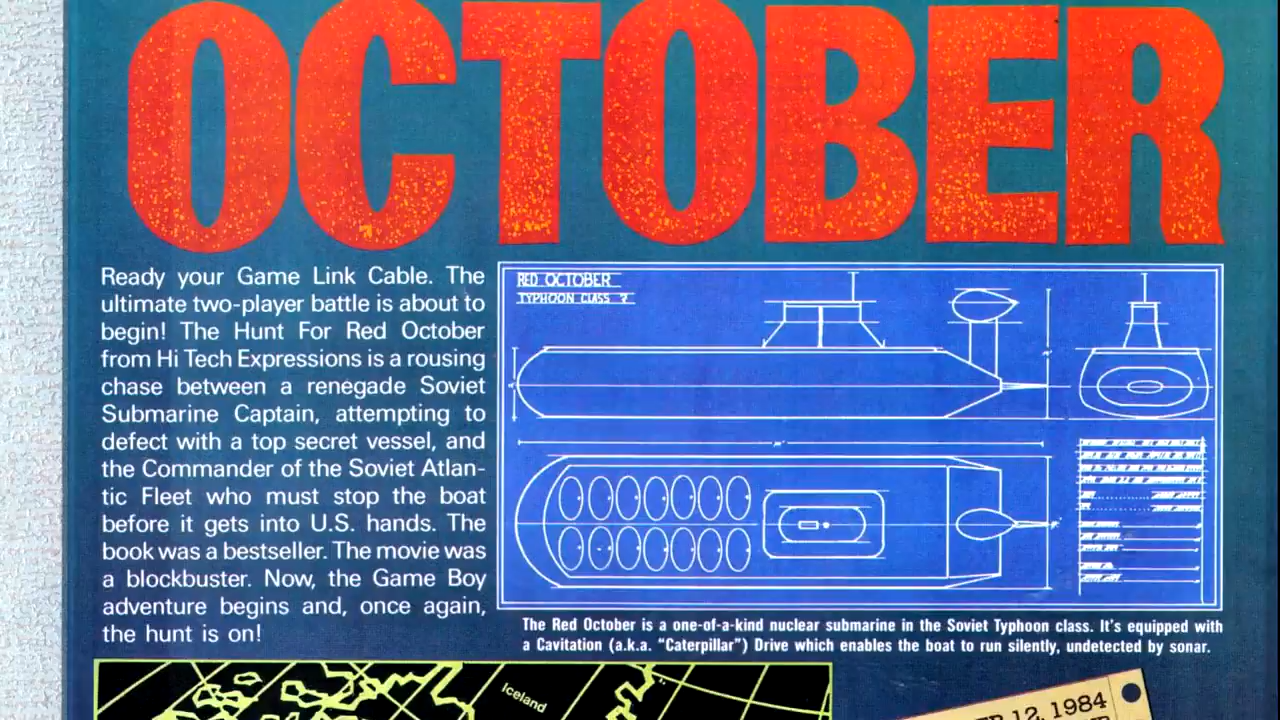 OCTOBER
Ready your Game Link Cable. The
ultimate two-player battle is about to
begin! The Hunt For Red October
from Hi Tech Expressions is a rousing
chase between a renegade Soviet
Submarine Captain, attempting to
defect with a top secret vessel, and
the Commander of the Soviet Atlan-
tic Fleet who must stop the boat
before it gets into U.S. hands. The
book was a bestseller. The movie was
a blockbuster. Now, the Game Boy
adventure begins and, once again,
the hunt is on!
RED OCTOBER
TYPHOON CLASS ?
The Red October is a one-of-a-kind nuclear submarine in the Soviet Typhoon class. It's equipped with
a Cavitation (a.k.a. “Caterpillar”) Drive which enables the boat to run silently, undetected by sonar.
Iceland
12, 1984